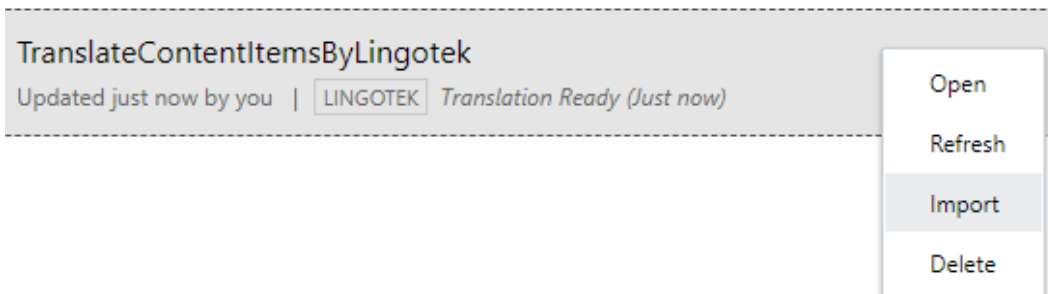 TranslateContentItemsByLingotek
Updated just now by you | LINGOTEK Translation Ready (Just now)
Open
Refresh
Import
Delete